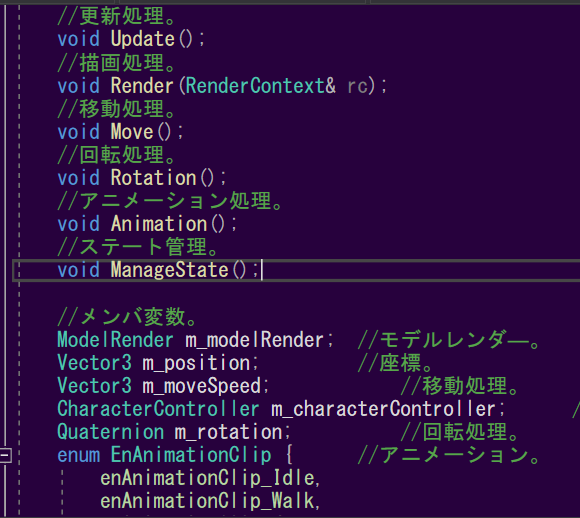 //更新処理。
void Update();
//描画処理。
void Render(RenderContext& rc);
//移動処理。
void Move();
//回転処理。
void Rotation();
//アニメーション処理。
void Animation();
//ステート管理。
void ManageState();
//メンバ変数。
ModelRender m_modelRender; //モデルレンダ―。
Vector3 m_position; //座標。
Vector3 m_moveSpeed; //移動処理。
CharacterController m_characterController; /
Quaternion m_rotation; //回転処理。
enum EnAnimationClip { //アニメーション。
enAnimationClip_Idle,
enAnimationClip_Walk,